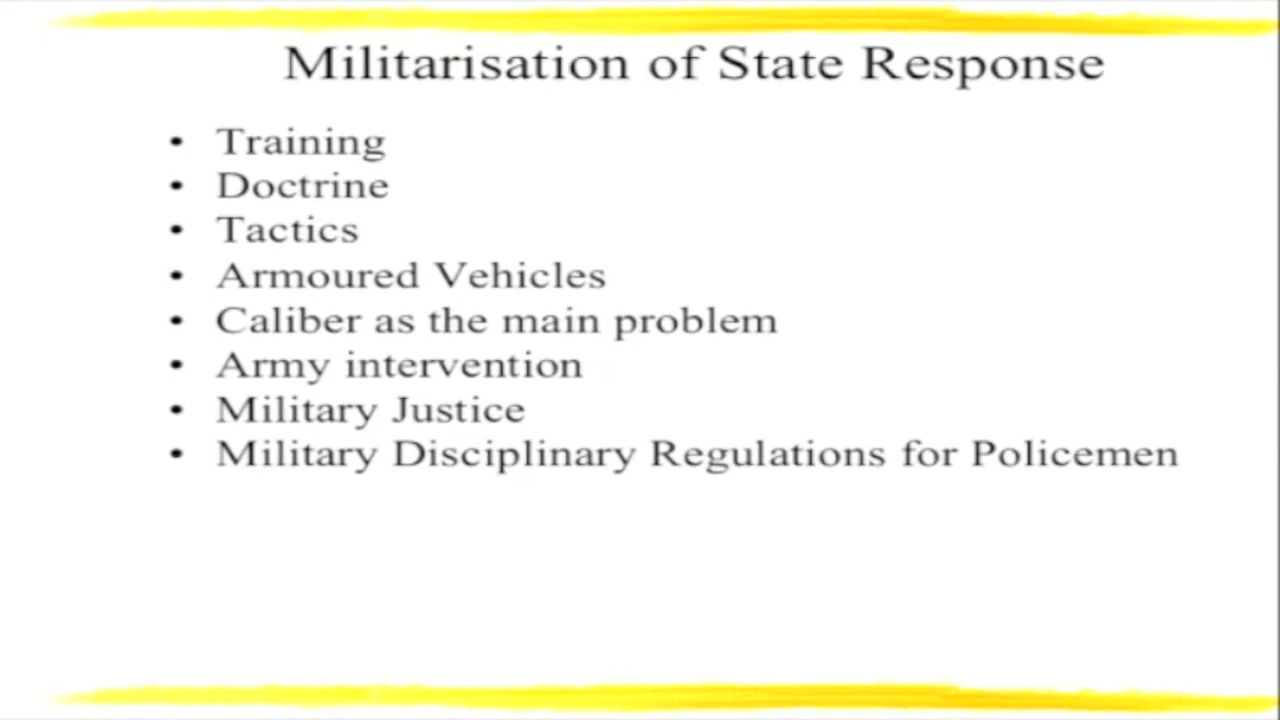 Militarisation of State Response
• Training
• Doctrine
• Tactics
• Armoured Vehicles
• Caliber as the main problem
• Army intervention
• Military Justice
• Military Disciplinary Regulations for Policemen